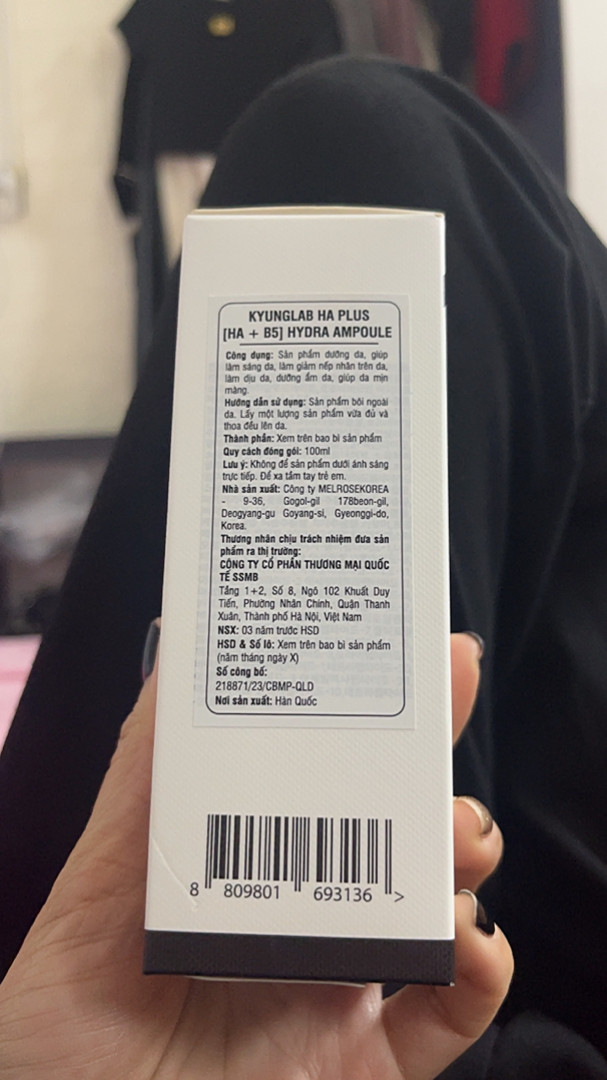 KYUNGLAB HA PLUS
[HA + B5] HYDRA AMPOULE
Công dụng: Sản phẩm dưỡng da, giúp
làm sáng da, làm giảm nếp nhăn trên da,
làm dịu da, dưỡng ẩm da, giúp da mịn
màng.
Hướng dẫn sử dụng: Sản phẩm bôi ngoài
da. Lấy một lượng sản phẩm vừa đủ và
thoa đều lên da.
Thành phần: Xem trên bao bì sản phẩm
Quy cách đóng gói: 100ml
Lưu ý: Không để sản phẩm dưới ánh sáng
trực tiếp. Để xa tầm tay trẻ em.
Nhà sản xuất: Công ty MELROSEKOREA
- 9-36, Gogol-gil 178beon-gil,
Deogyang-gu Goyang-si, Gyeonggi-do,
Korea.
Thương nhân chịu trách nhiệm đưa sản
phẩm ra thị trường:
CÔNG TY CỔ PHẦN THƯƠNG MẠI QUỐC
TẾ SSMB
Tầng 1+2, Số 8, Ngõ 102 Khuất Duy
Tiến, Phường Nhân Chính, Quận Thanh
Xuân, Thành phố Hà Nội, Việt Nam
NSX: 03 năm trước HSD
HSD & Số lô: Xem trên bao bì sản phẩm
(năm tháng ngày X)
Số công bố:
218871/23/CBMP-QLD
Nơi sản xuất: Hàn Quốc
8 809801 693136 >